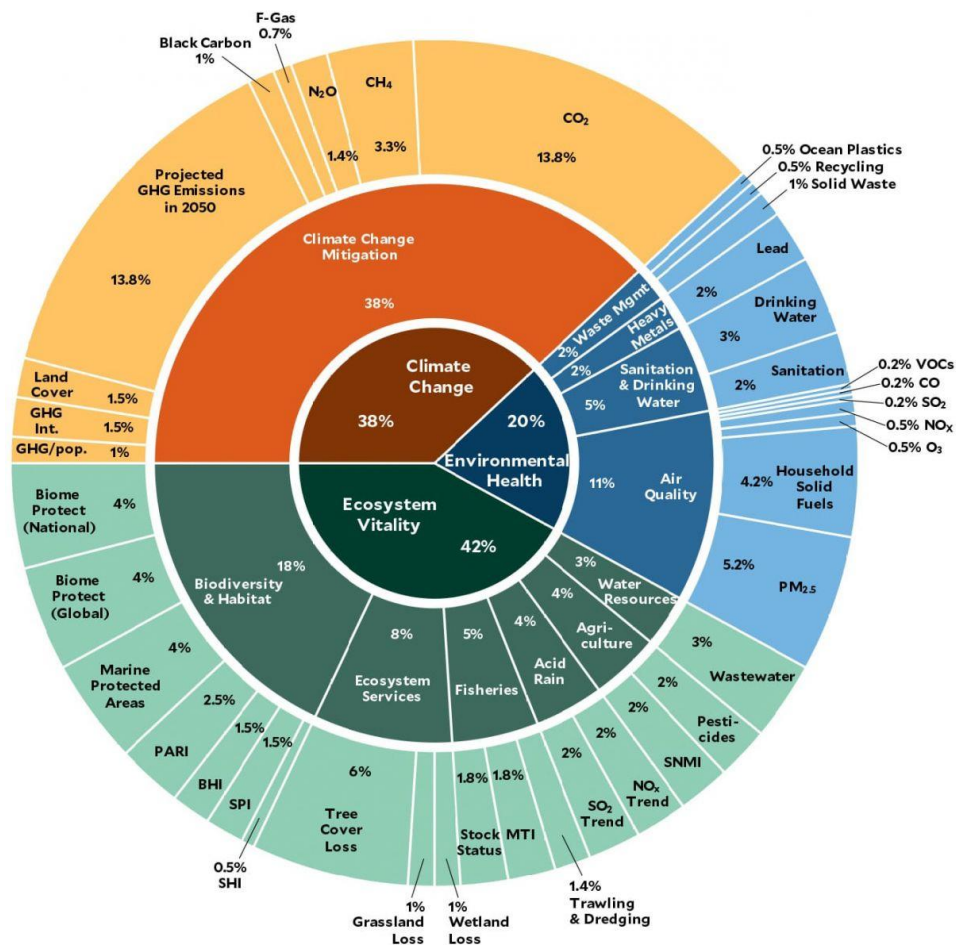 F-Gas
0.7%
Black Carbon
1%
N₂O
1.4%
CH₄
3.3%
CO₂
13.8%
Projected
GHG Emissions
in 2050
13.8%
Land
Cover
1.5%
GHG
Int.
1.5%
GHG/pop.
1%
Climate Change
Mitigation
38%
Climate
Change
38%
0.5% Ocean Plastics
0.5% Recycling
1% Solid Waste
Lead
2%
Drinking
Water
3%
Sanitation
2%
0.2% VOCs
0.2% CO
0.2% SO₂
0.5% NOₓ
0.5% O₃
Household
Solid
Fuels
4.2%
PM₂.₅
5.2%
Waste Mgmt
2%
Heavy
Metals
2%
Sanitation
& Drinking
Water
5%
Air
Quality
11%
20%
Environmental
Health
Ecosystem
Vitality
42%
Biodiversity
& Habitat
18%
Ecosystem
Services
8%
Fisheries
5%
Acid
Rain
4%
Agri-
culture
4%
Water
Resources
3%
Biome
Protect
(National)
4%
Biome
Protect
(Global)
4%
Marine
Protected
Areas
4%
PARI
2.5%
BHI
1.5%
SPI
1.5%
0.5%
SHI
Tree
Cover
Loss
6%
1%
Grassland
Loss
1%
Wetland
Loss
Stock
Status
1.8%
MTI
1.8%
1.4%
Trawling
& Dredging
SO₂
Trend
2%
NOₓ
Trend
2%
SNMI
2%
Pesti-
cides
2%
Wastewater
3%